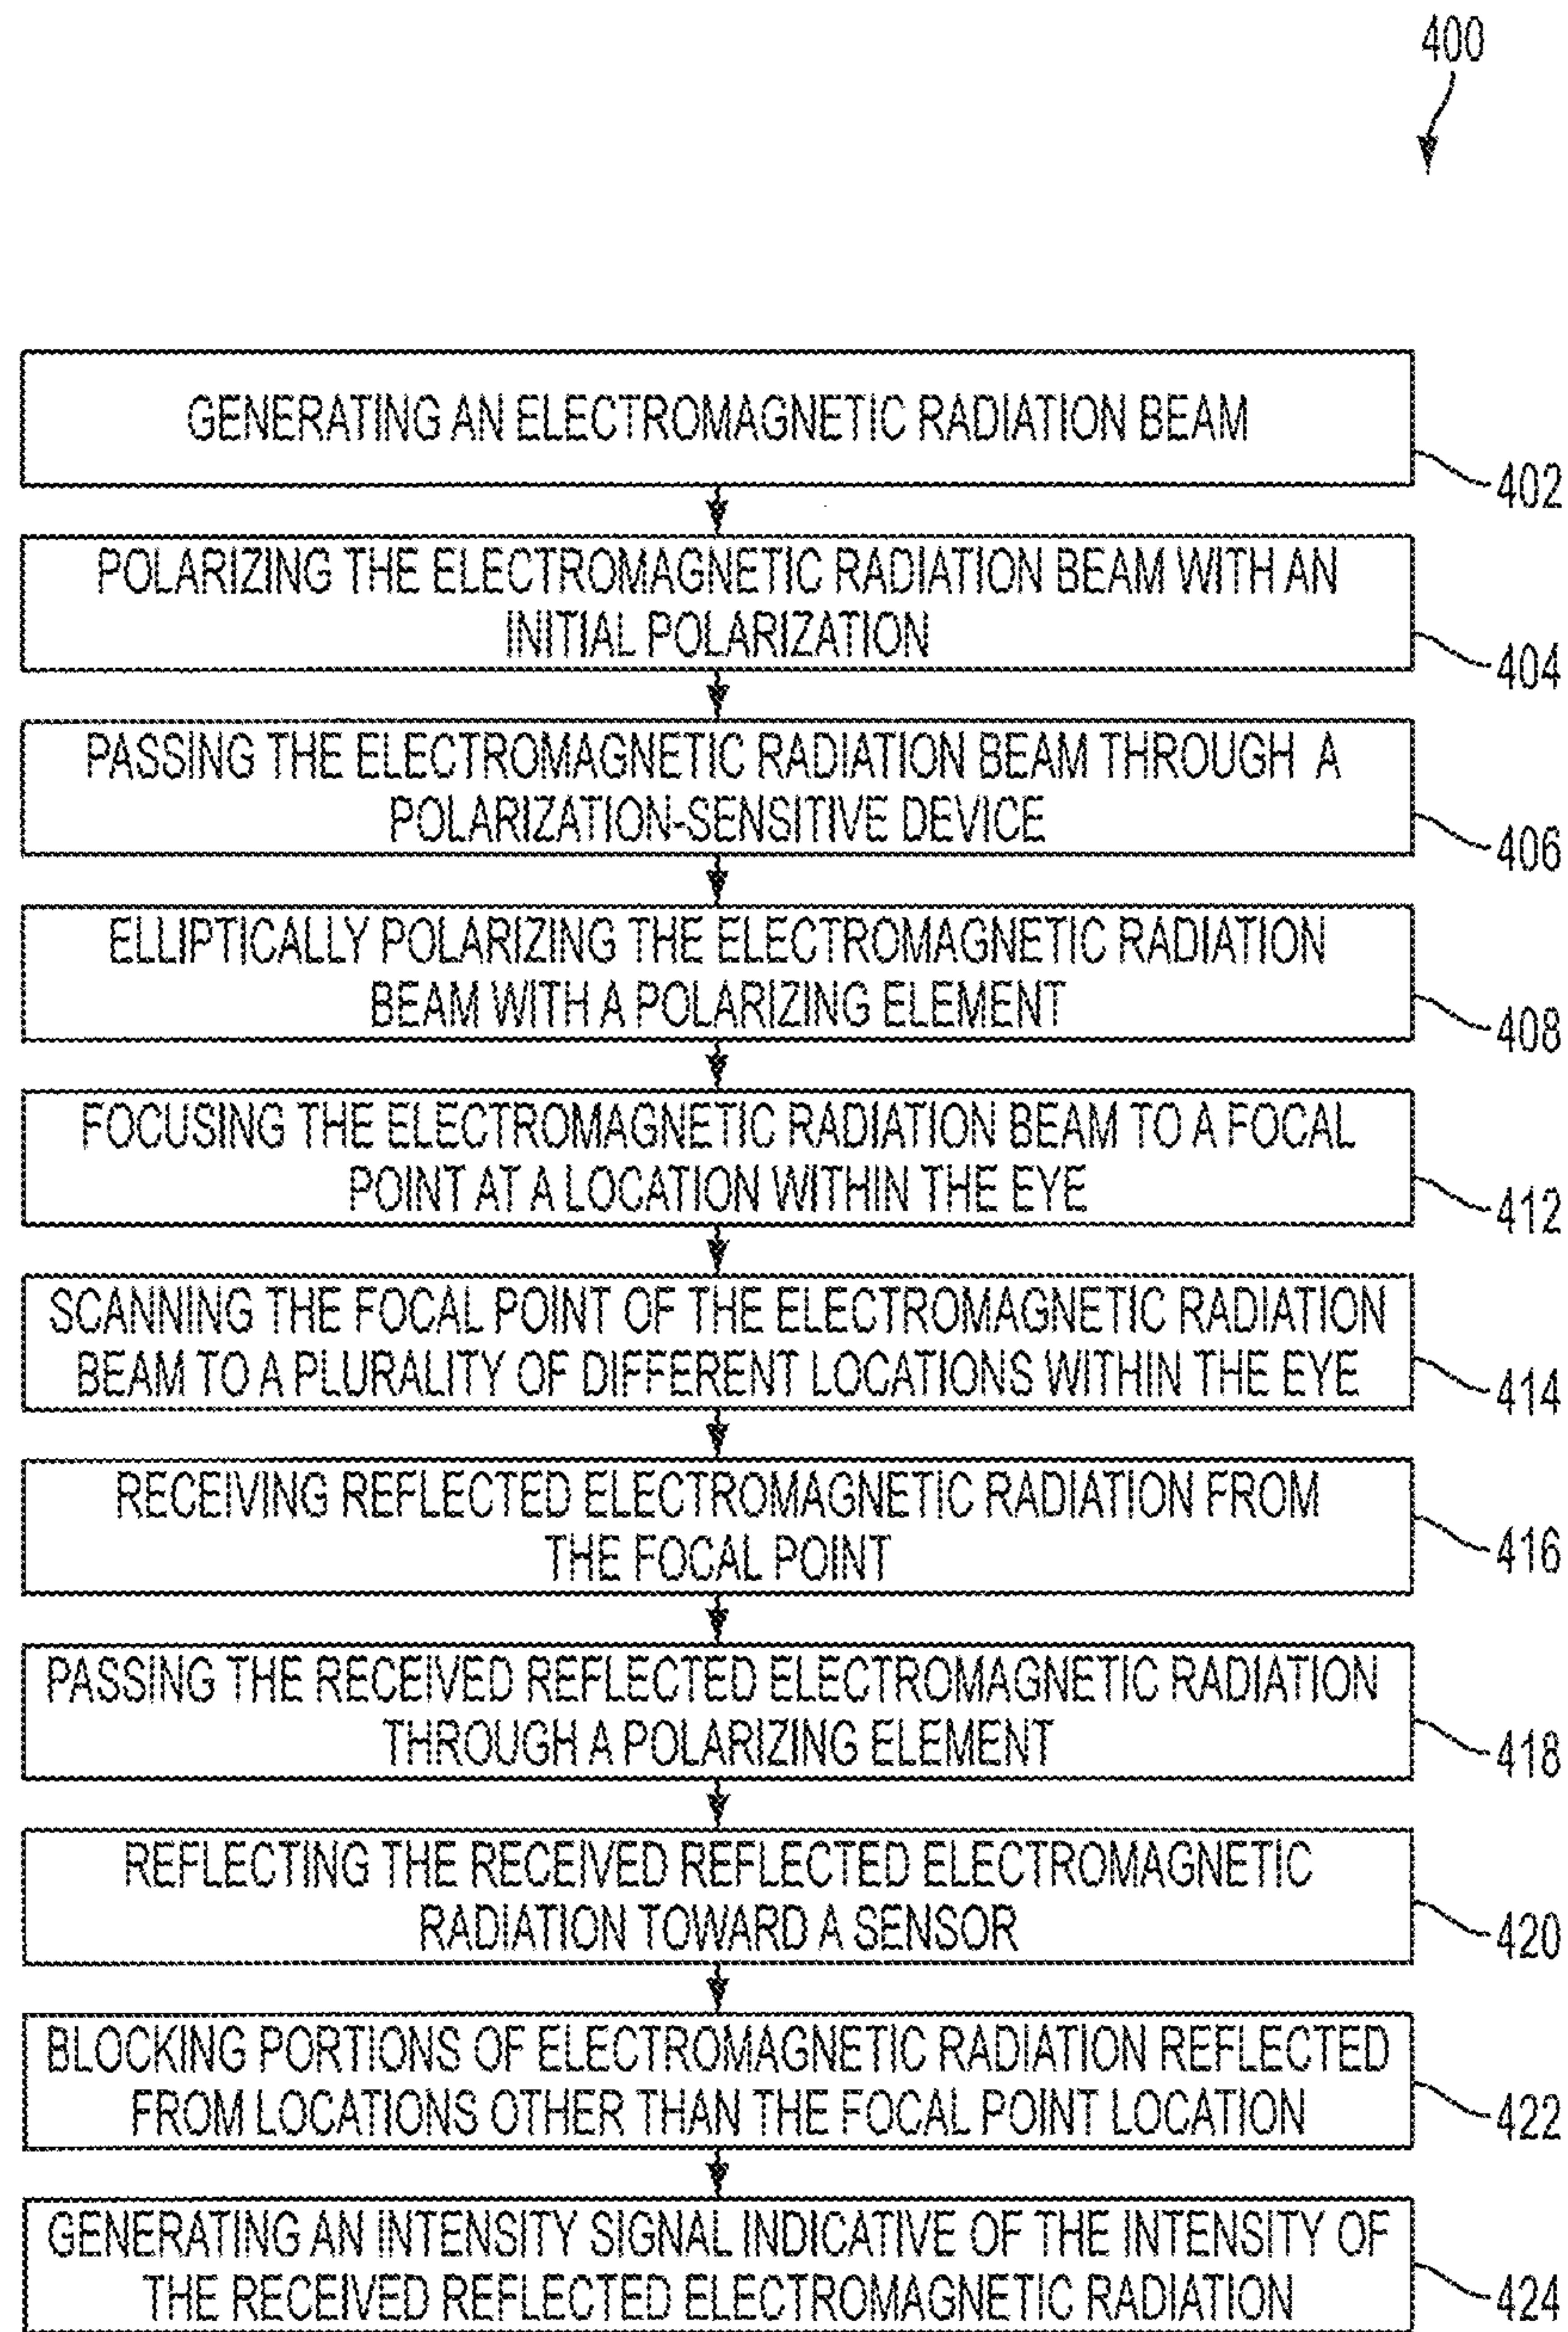 400
GENERATING AN ELECTROMAGNETIC RADIATION BEAM
402
POLARIZING THE ELECTROMAGNETIC RADIATION BEAM WITH AN
INITIAL POLARIZATION
404
PASSING THE ELECTROMAGNETIC RADIATION BEAM THROUGH A
POLARIZATION-SENSITIVE DEVICE
406
ELLIPTICALLY POLARIZING THE ELECTROMAGNETIC RADIATION
BEAM WITH A POLARIZING ELEMENT
408
FOCUSING THE ELECTROMAGNETIC RADIATION BEAM TO A FOCAL
POINT AT A LOCATION WITHIN THE EYE
412
SCANNING THE FOCAL POINT OF THE ELECTROMAGNETIC RADIATION
BEAM TO A PLURALITY OF DIFFERENT LOCATIONS WITHIN THE EYE
414
RECEIVING REFLECTED ELECTROMAGNETIC RADIATION FROM
THE FOCAL POINT
416
PASSING THE RECEIVED REFLECTED ELECTROMAGNETIC RADIATION
THROUGH A POLARIZING ELEMENT
418
REFLECTING THE RECEIVED REFLECTED ELECTROMAGNETIC
RADIATION TOWARD A SENSOR
420
BLOCKING PORTIONS OF ELECTROMAGNETIC RADIATION REFLECTED
FROM LOCATIONS OTHER THAN THE FOCAL POINT LOCATION
422
GENERATING AN INTENSITY SIGNAL INDICATIVE OF THE INTENSITY OF
THE RECEIVED REFLECTED ELECTROMAGNETIC RADIATION
424